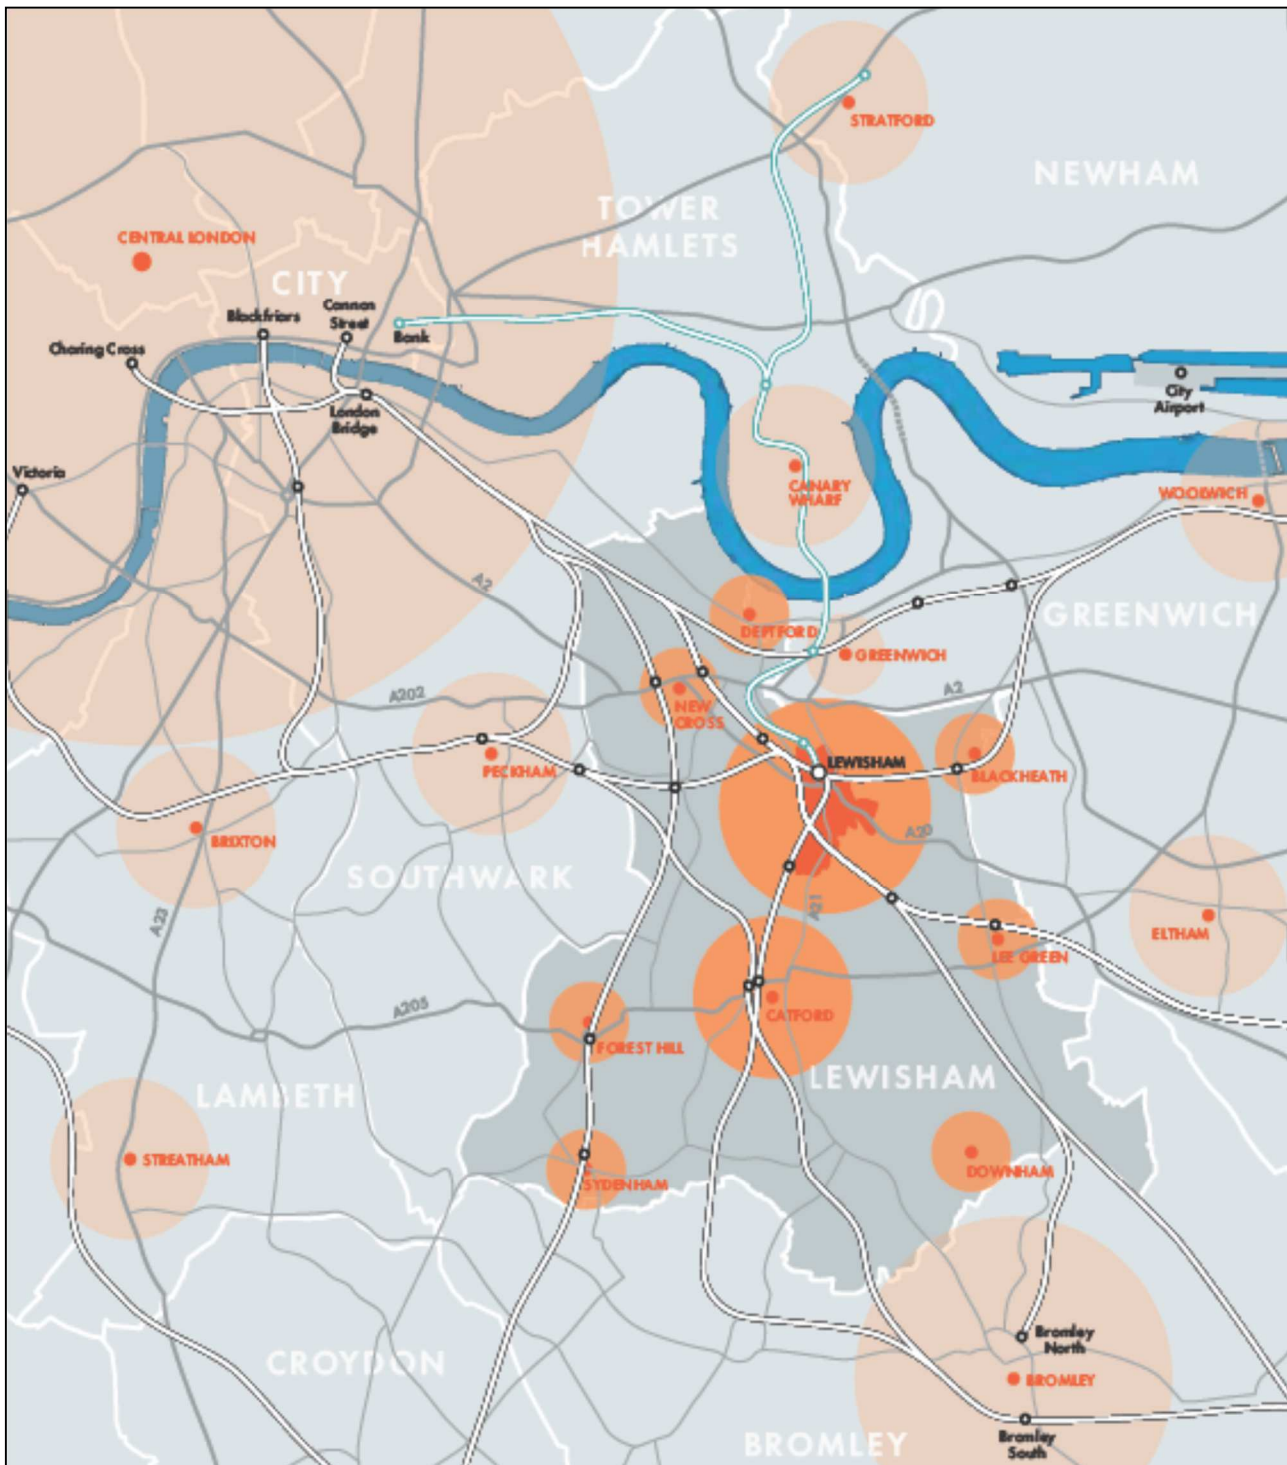 STRATFORD
NEWHAM
TOWER
HAMLETS
CENTRAL LONDON
CITY
Cannon
Street
Blackfriars
Bank
Charing Cross
City
Airport
London
Bridge
Victoria
CANARY
WHARF
WOOLWICH
A2
GREENWICH
DEPTFORD
GREENWICH
A202
A2
NEW
CROSS
LEWISHAM
PECKHAM
BLACKHEATH
A20
BRIXTON
SOUTHWARK
A21
A23
ELTHAM
LEE GREEN
A205
CATFORD
FOREST HILL
LEWISHAM
LAMBETH
STREATHAM
DOWNHAM
SYDENHAM
Bromley
North
CROYDON
BROMLEY
BROMLEY
Bromley
South